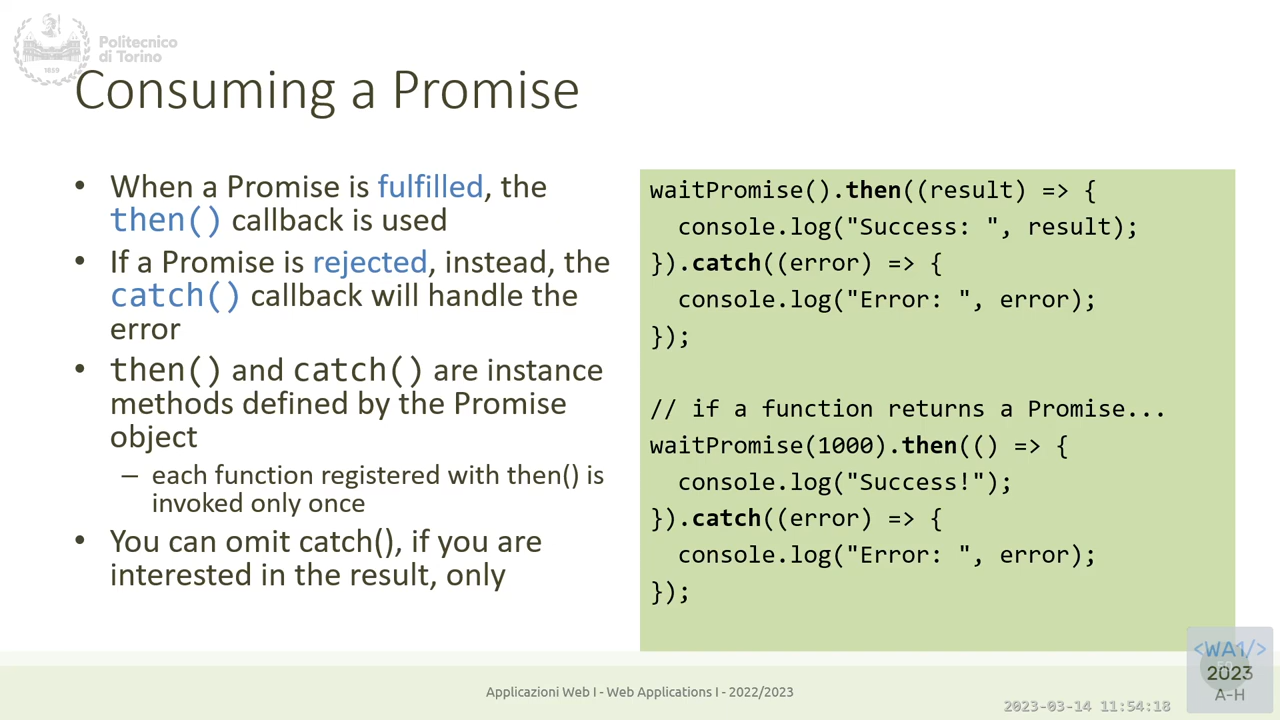 Politecnico
di Torino
1859
Consuming a Promise
• When a Promise is fulfilled, the
then() callback is used
• If a Promise is rejected, instead, the
catch() callback will handle the
error
• then() and catch() are instance
methods defined by the Promise
object
– each function registered with then() is
invoked only once
• You can omit catch(), if you are
interested in the result, only
waitPromise().then((result) => {
  console.log("Success: ", result);
}).catch((error) => {
  console.log("Error: ", error);
});

// if a function returns a Promise...
waitPromise(1000).then(() => {
  console.log("Success!");
}).catch((error) => {
  console.log("Error: ", error);
});
Applicazioni Web I - Web Applications I - 2022/2023
<WA1/>
2023
A-H
2023-03-14 11:54:18